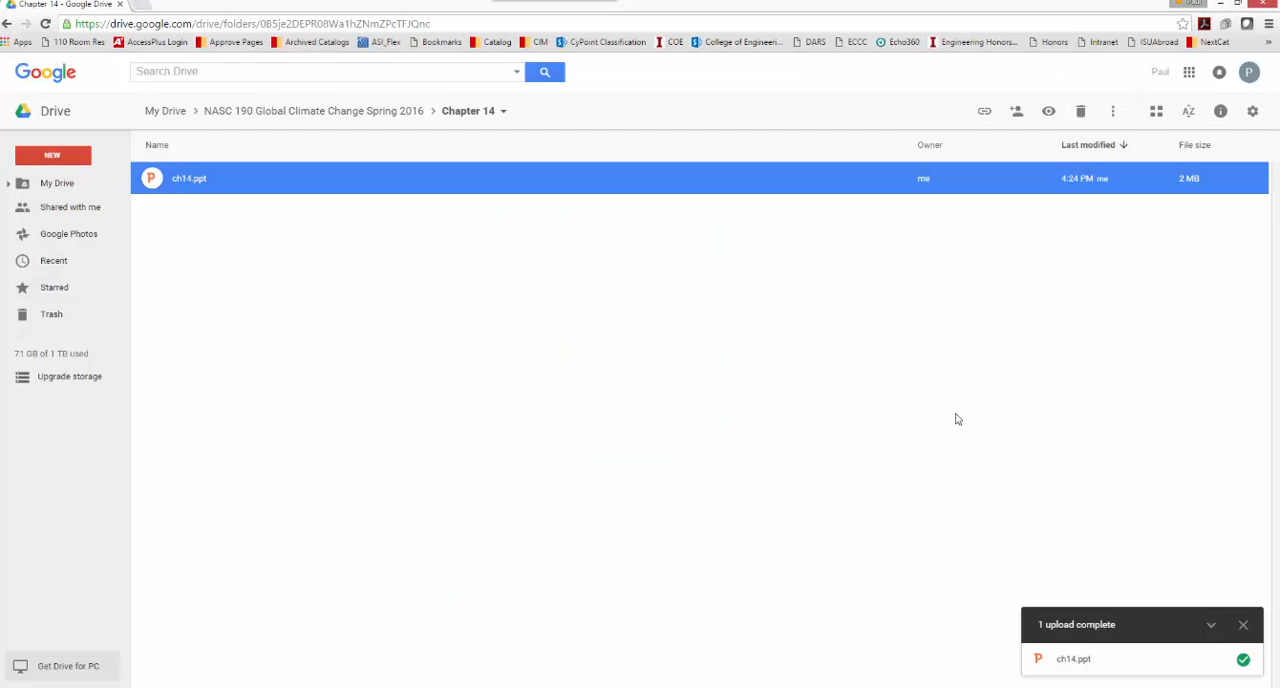 Chapter 14 - Google Drive
https://drive.google.com/drive/folders/0B5je2DEPR08Wa1hZNmZPcTFJQnc
Apps 110 Room Res AccessPlus Login Approve Pages Archived Catalogs ASI_Flex Bookmarks Catalog CIM CyPoint Classification COE College of Engineeri... DARS ECCC Echo360 Engineering Honors... Honors Intranet ISUAbroad NextCat »
Google Search Drive Paul P
Drive My Drive > NASC 190 Global Climate Change Spring 2016 > Chapter 14
Name Owner Last modified File size
NEW
P ch14.ppt me 4:24 PM me 2 MB
My Drive
Shared with me
Google Photos
Recent
Starred
Trash
71 GB of 1 TB used
Upgrade storage
1 upload complete
P ch14.ppt
Get Drive for PC